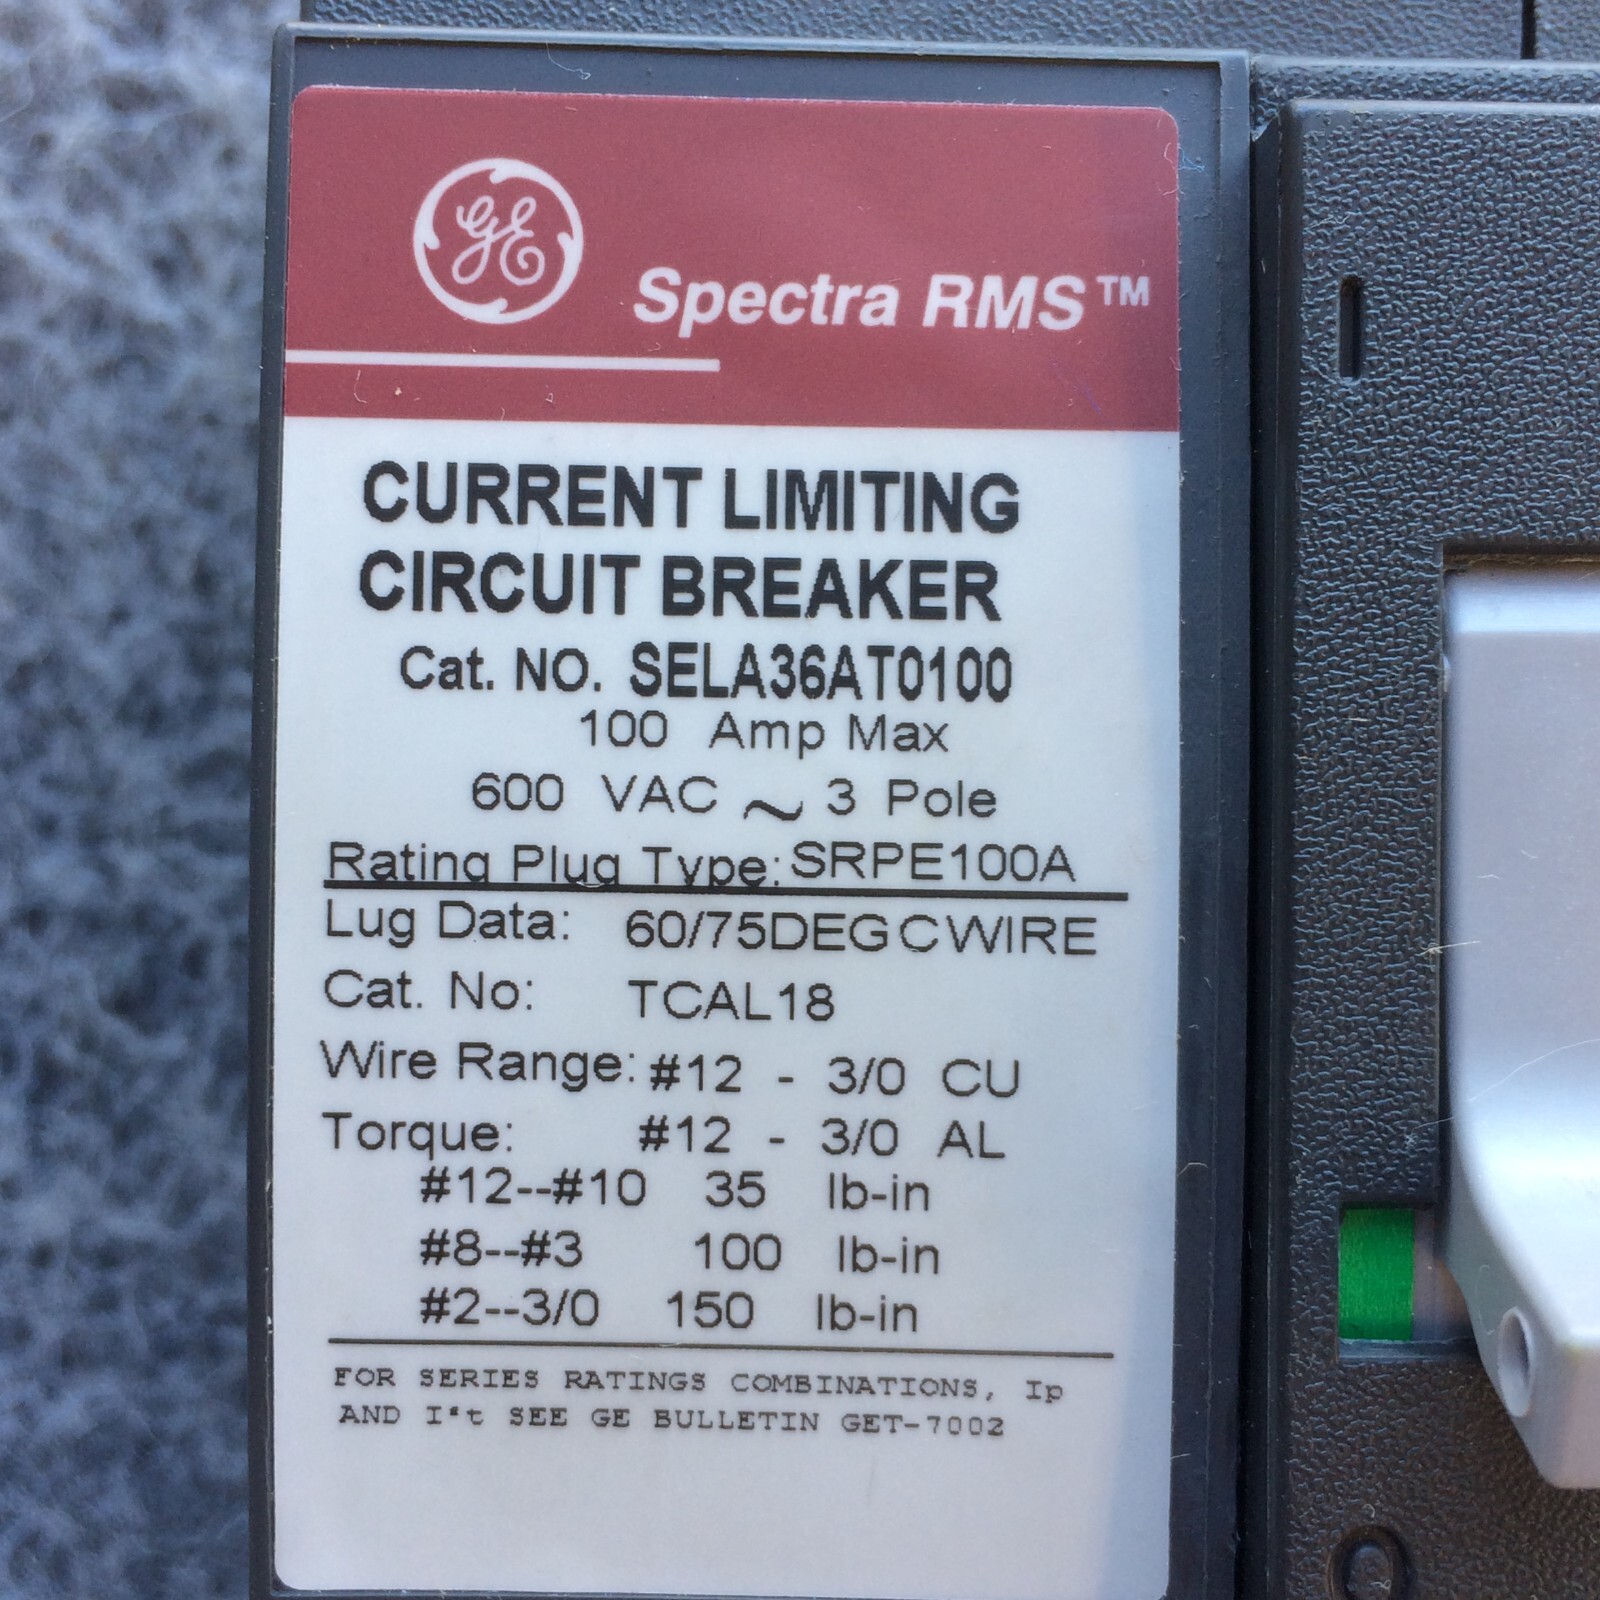 GE
Spectra RMS™
CURRENT LIMITING
CIRCUIT BREAKER
Cat. NO. SELA36AT0100
100 Amp Max
600 VAC ~ 3 Pole
Rating Plug Type: SRPE100A
Lug Data: 60/75DEG CWIRE
Cat. No: TCAL18
Wire Range: #12 - 3/0 CU
Torque: #12 - 3/0 AL
#12--#10 35 lb-in
#8--#3 100 lb-in
#2--3/0 150 lb-in
FOR SERIES RATINGS COMBINATIONS, Ip
AND I²t SEE GE BULLETIN GET-7002
I
O